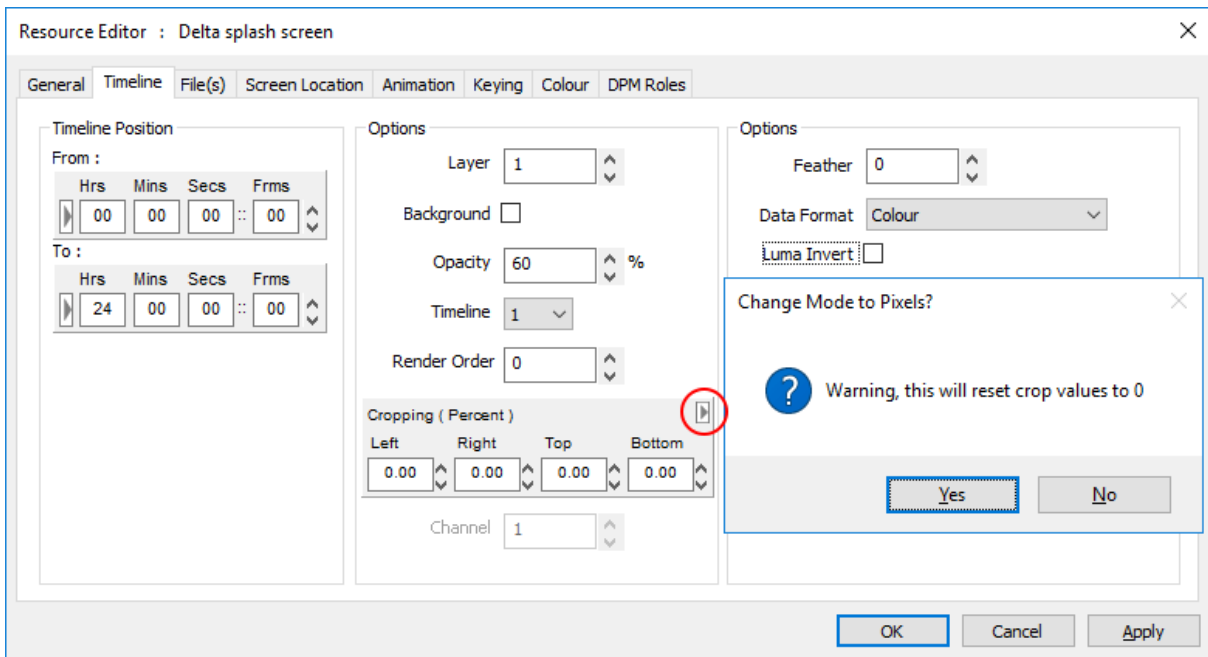 Resource Editor : Delta splash screen
General Timeline File(s) Screen Location Animation Keying Colour DPM Roles
Timeline Position
From :
Hrs Mins Secs Frms
00 00 00 :: 00
To :
Hrs Mins Secs Frms
24 00 00 :: 00
Options
Layer 1
Background
Opacity 60 %
Timeline 1
Render Order 0
Cropping ( Percent )
Left Right Top Bottom
0.00 0.00 0.00 0.00
Channel 1
Options
Feather 0
Data Format Colour
Luma Invert
Change Mode to Pixels?
? Warning, this will reset crop values to 0
Yes No
OK Cancel Apply